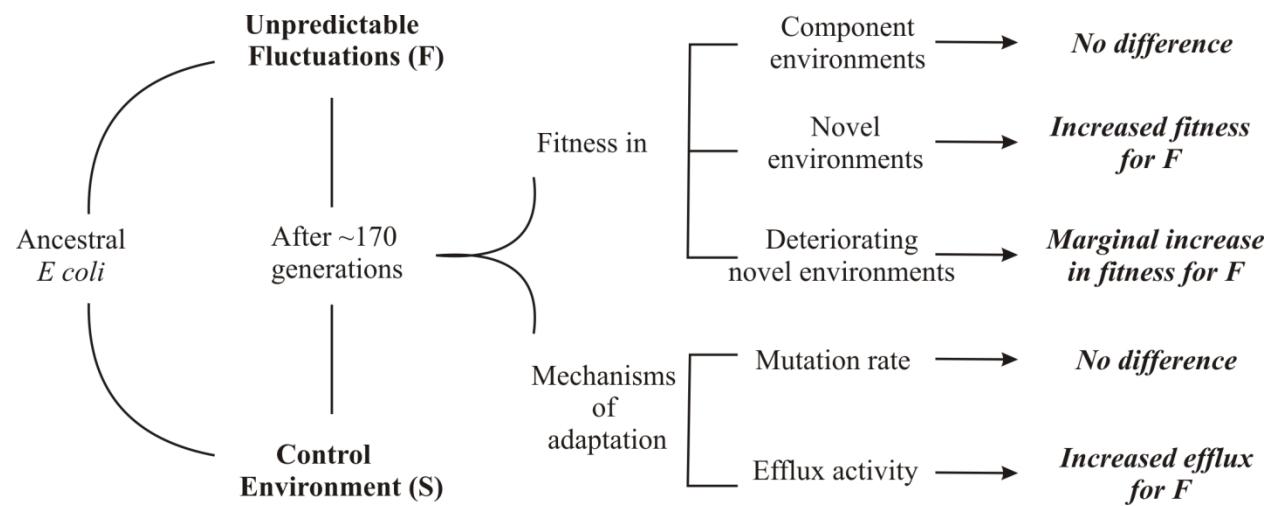 Unpredictable
Fluctuations (F)
Ancestral
E coli
After ~170
generations
Control
Environment (S)
Fitness in
Component
environments
No difference
Novel
environments
Increased fitness
for F
Deteriorating
novel environments
Marginal increase
in fitness for F
Mechanisms
of
adaptation
Mutation rate
No difference
Efflux activity
Increased efflux
for F